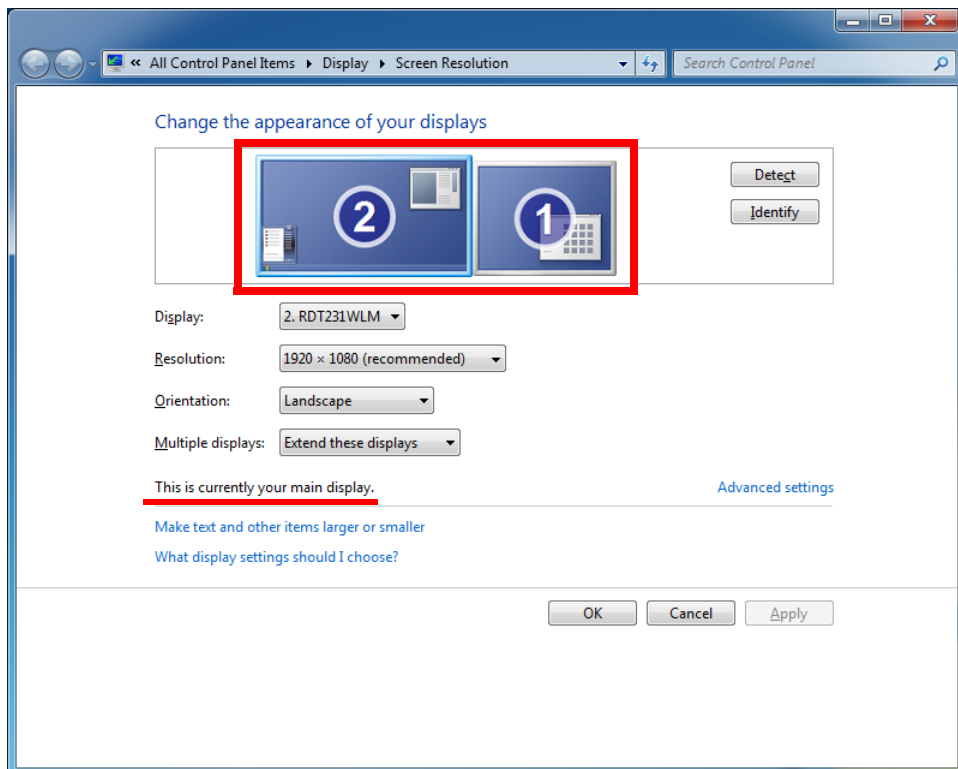 « All Control Panel Items ▸ Display ▸ Screen Resolution
Search Control Panel
Change the appearance of your displays
2
1
Detect
Identify
Display: 2. RDT231WLM
Resolution: 1920 × 1080 (recommended)
Orientation: Landscape
Multiple displays: Extend these displays
This is currently your main display. Advanced settings
Make text and other items larger or smaller
What display settings should I choose?
OK Cancel Apply